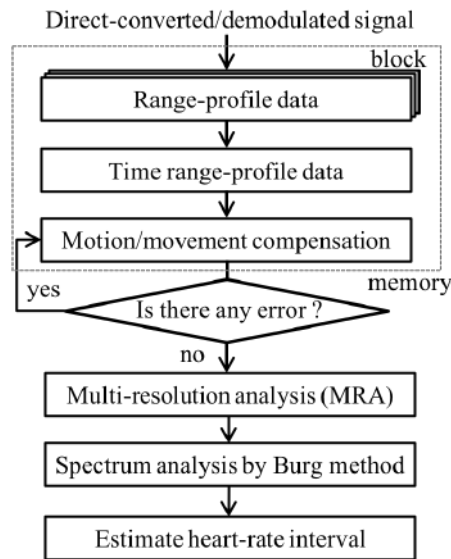 Direct-converted/demodulated signal
block
Range-profile data
Time range-profile data
Motion/movement compensation
memory
yes
Is there any error ?
no
Multi-resolution analysis (MRA)
Spectrum analysis by Burg method
Estimate heart-rate interval